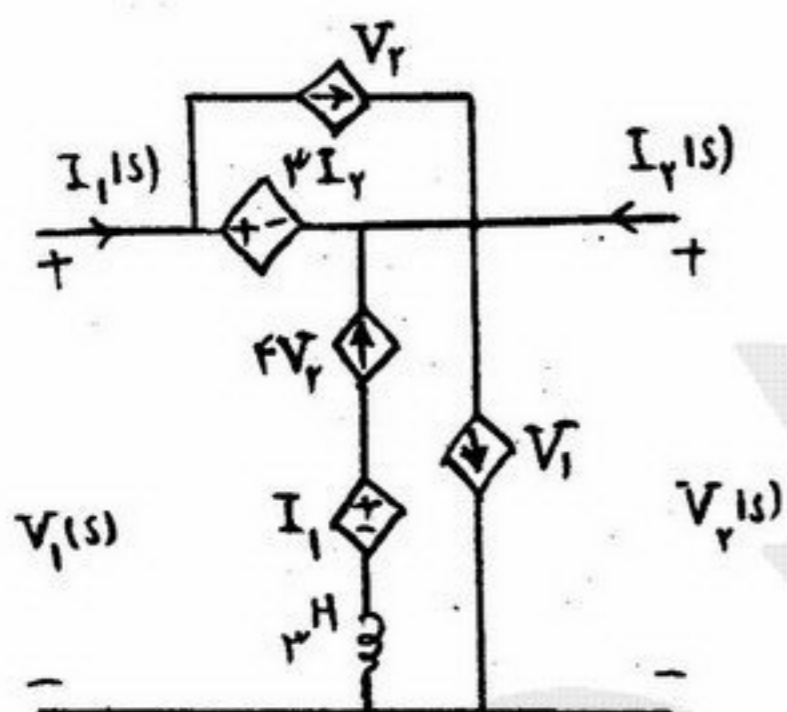 V۲
I۱(s)
۳I۲
I۲(s)
+
+ -
+
۴V۲
V۱
I۱
+
-
V۱(s)
V۲(s)
۳H
-
-